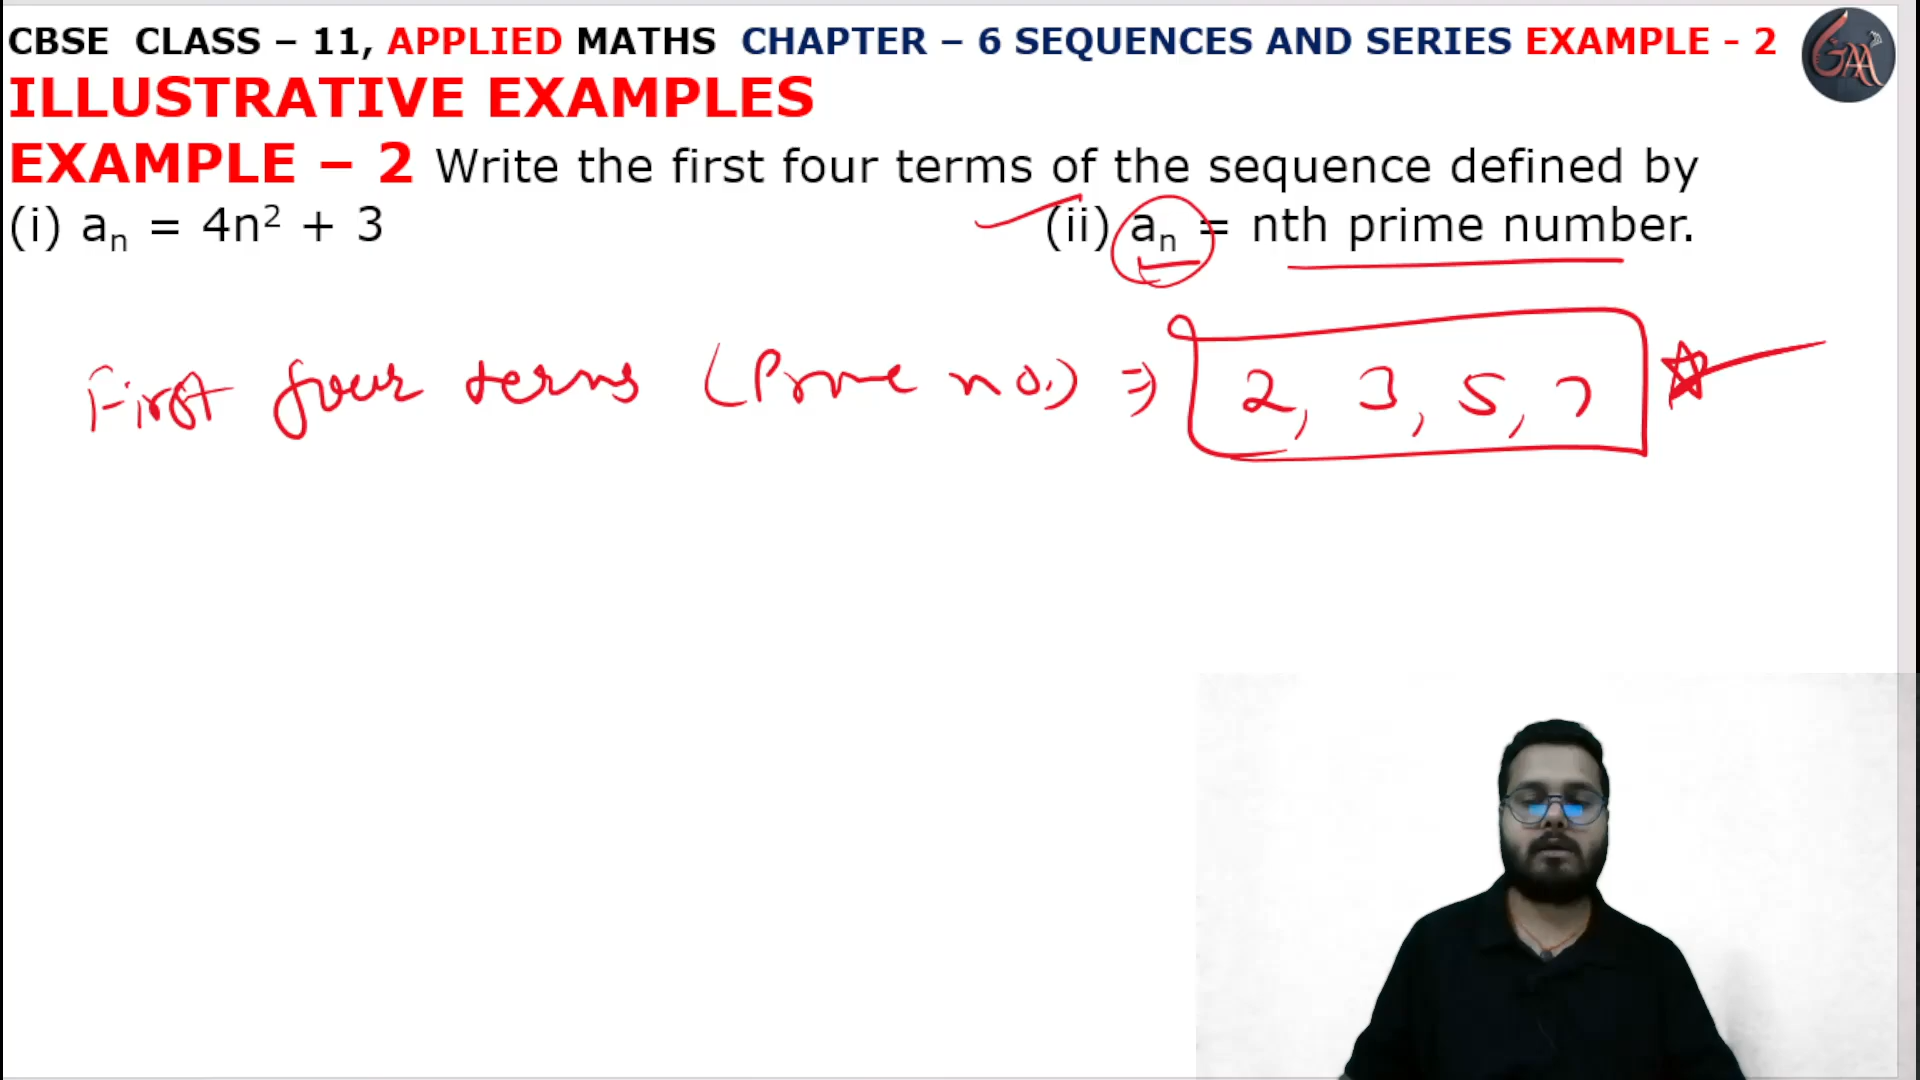 CBSE CLASS – 11, APPLIED MATHS CHAPTER – 6 SEQUENCES AND SERIES EXAMPLE - 2
ILLUSTRATIVE EXAMPLES
EXAMPLE – 2 Write the first four terms of the sequence defined by
(i) aₙ = 4n² + 3 (ii) aₙ = nth prime number.
First four terms (Prime no.) ⇒ 2, 3, 5, 7